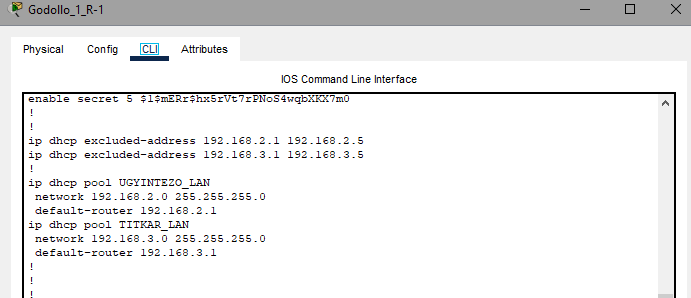 Godollo_1_R-1
Physical Config CLI Attributes
IOS Command Line Interface
enable secret 5 $1$mERr$hx5rVt7rPNoS4wqbXKX7m0
!
!
ip dhcp excluded-address 192.168.2.1 192.168.2.5
ip dhcp excluded-address 192.168.3.1 192.168.3.5
!
ip dhcp pool UGYINTEZO_LAN
network 192.168.2.0 255.255.255.0
default-router 192.168.2.1
ip dhcp pool TITKAR_LAN
network 192.168.3.0 255.255.255.0
default-router 192.168.3.1
!
!
!